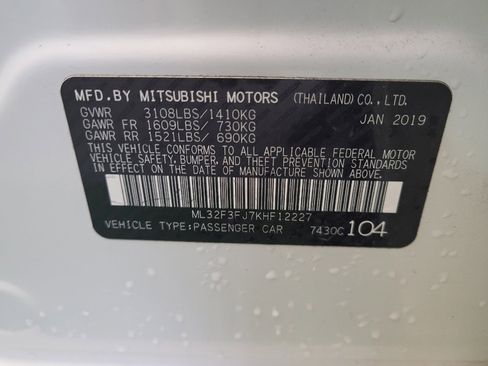 MFD.BY MITSUBISHI MOTORS (THAILAND)CO., LTD.
GVWR 3108LBS/1410KG JAN 2019
GAWR FR 1609LBS/ 730KG
GAWR RR 1521LBS/ 690KG
THIS VEHICLE CONFORMS TO ALL APPLICABLE FEDERAL MOTOR
VEHICLE SAFETY, BUMPER, AND THEFT PREVENTION STANDARDS
IN EFFECT ON THE DATE OF MANUFACTURE SHOWN ABOVE.
ML32F3FJ7KHF12227
VEHICLE TYPE:PASSENGER CAR 7430C 104